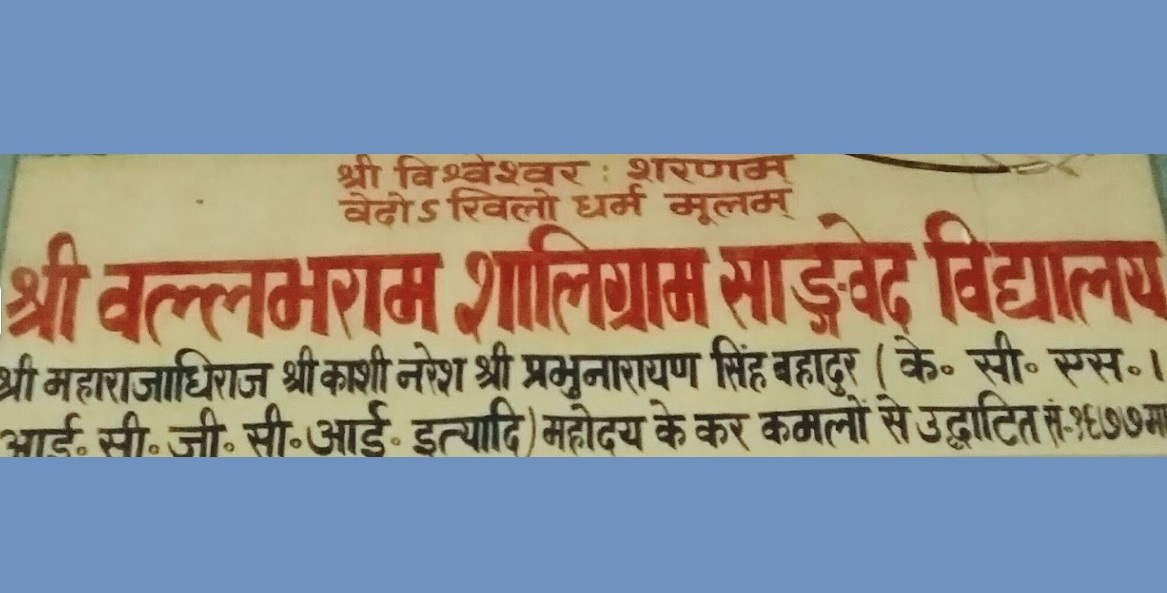 श्री विश्वेश्वर : शरणम्
वेदोऽ खिलो धर्म मूलम्
श्री वल्लभराम शालिग्राम साङ्गवेद विद्यालय
श्री महाराजाधिराज श्री काशी नरेश श्री प्रभुनारायण सिंह बहादुर ( के॰ सी॰ एस॰ ।
आई॰ सी॰ जी॰ सी॰ आई॰ इत्यादि ) महोदय के कर कमलों से उद्घाटित सं॰ १९७७